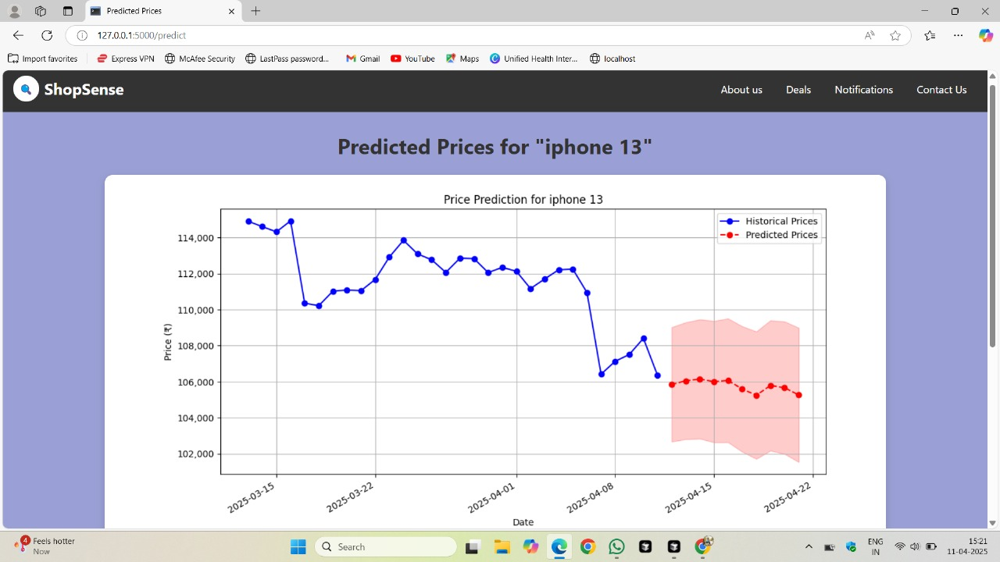 Predicted Prices
127.0.0.1:5000/predict
Import favorites Express VPN McAfee Security LastPass password... Gmail YouTube Maps Unified Health Inter... localhost
ShopSense About us Deals Notifications Contact Us
Predicted Prices for "iphone 13"
Price Prediction for iphone 13
Historical Prices
Predicted Prices
114,000
112,000
110,000
108,000
106,000
104,000
102,000
Price (₹)
2025-03-15 2025-03-22 2025-04-01 2025-04-08 2025-04-15 2025-04-22
Date
4 Feels hotter
Now
Search
ENG
IN
15:21
11-04-2025